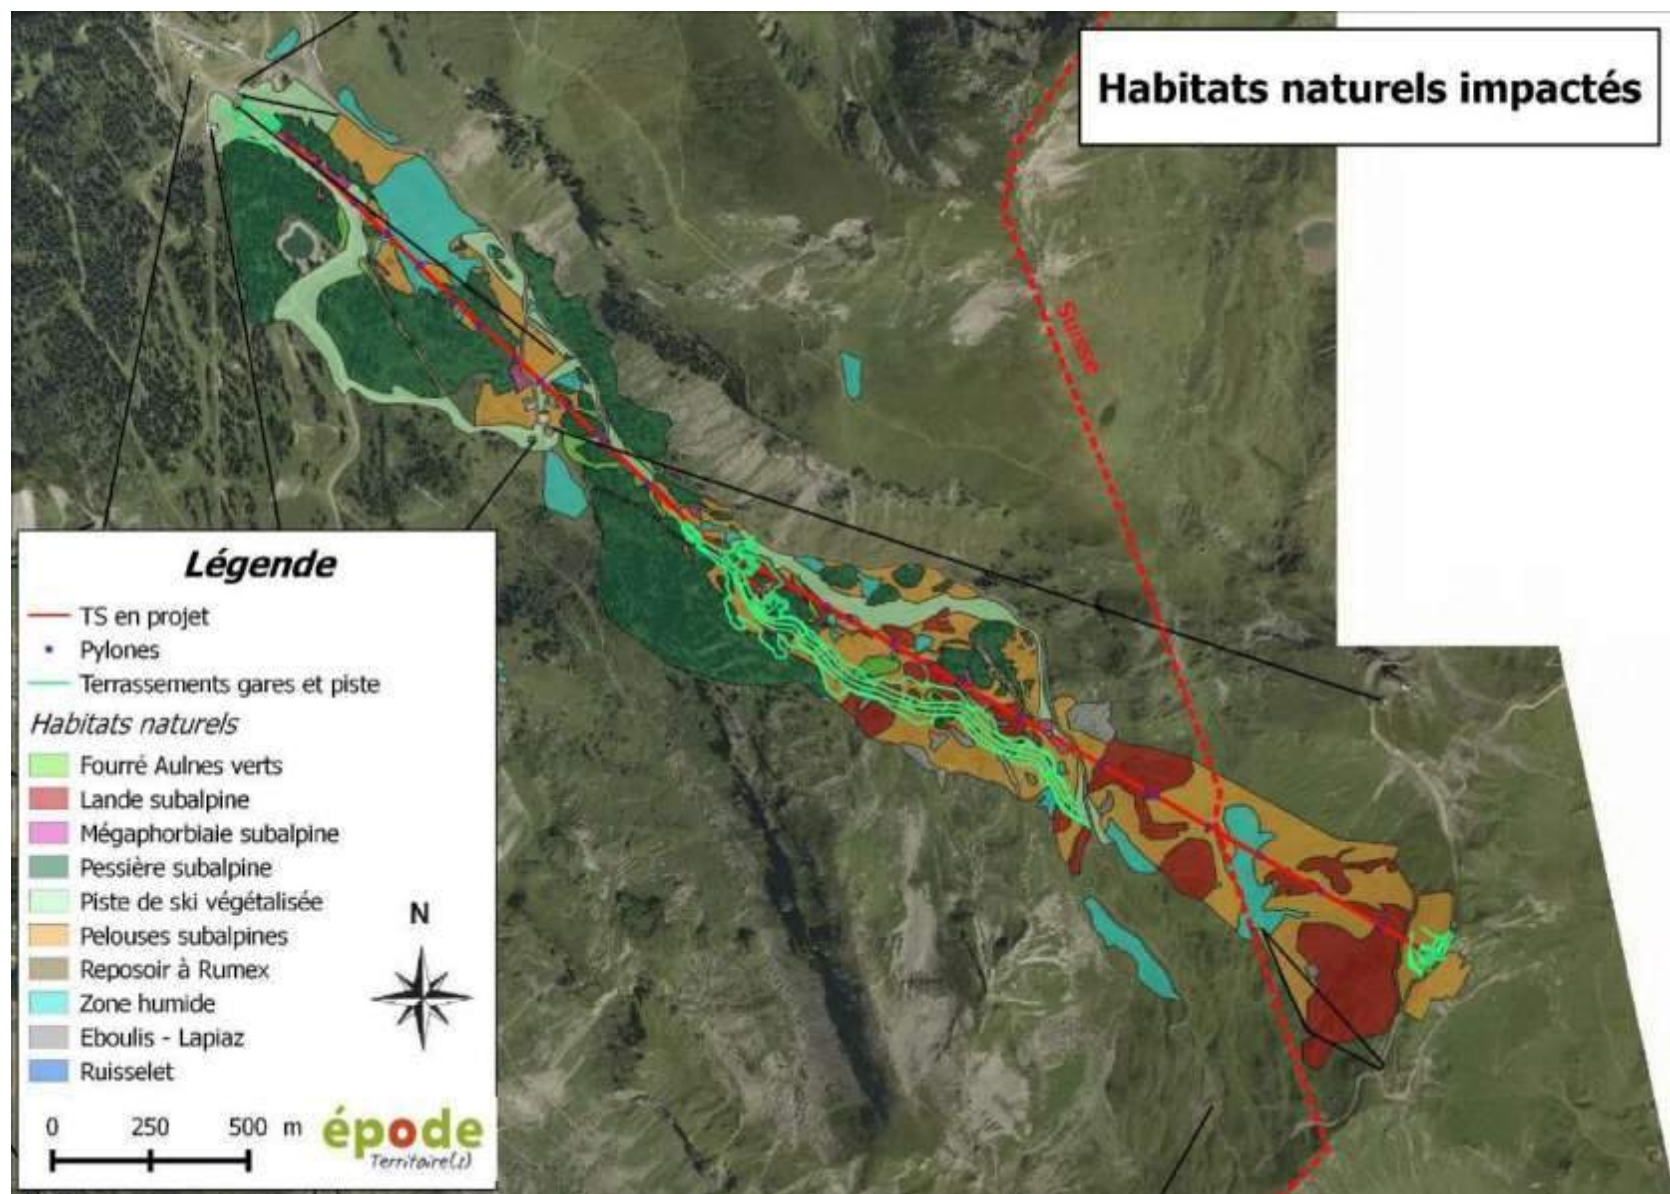 Habitats naturels impactés
Suisse
Légende
TS en projet
Pylones
Terrassements gares et piste
Habitats naturels
Fourré Aulnes verts
Lande subalpine
Mégaphorbiaie subalpine
Pessière subalpine
Piste de ski végétalisée
Pelouses subalpines
Reposoir à Rumex
Zone humide
Eboulis - Lapiaz
Ruisselet
N
0 250 500 m
épode
Territoire(s)